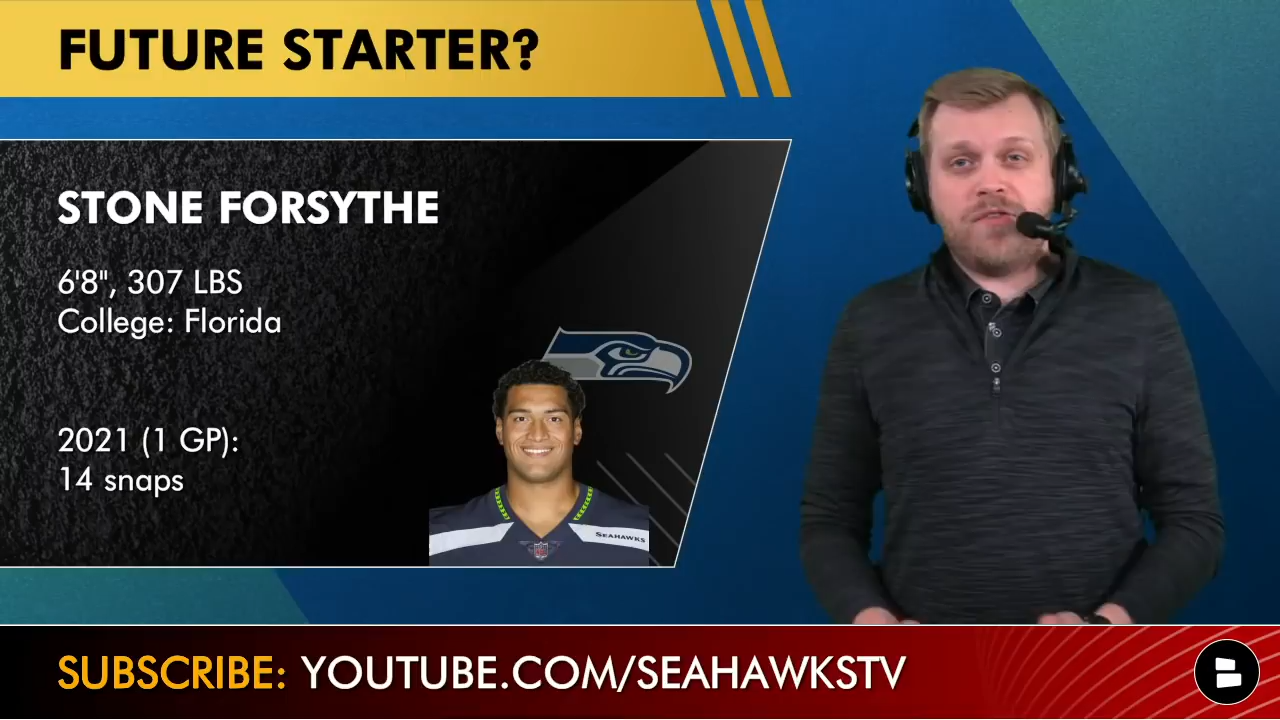 FUTURE STARTER?
STONE FORSYTHE
6'8", 307 LBS
College: Florida
2021 (1 GP):
14 snaps
SEAHAWKS
SUBSCRIBE: YOUTUBE.COM/SEAHAWKSTV